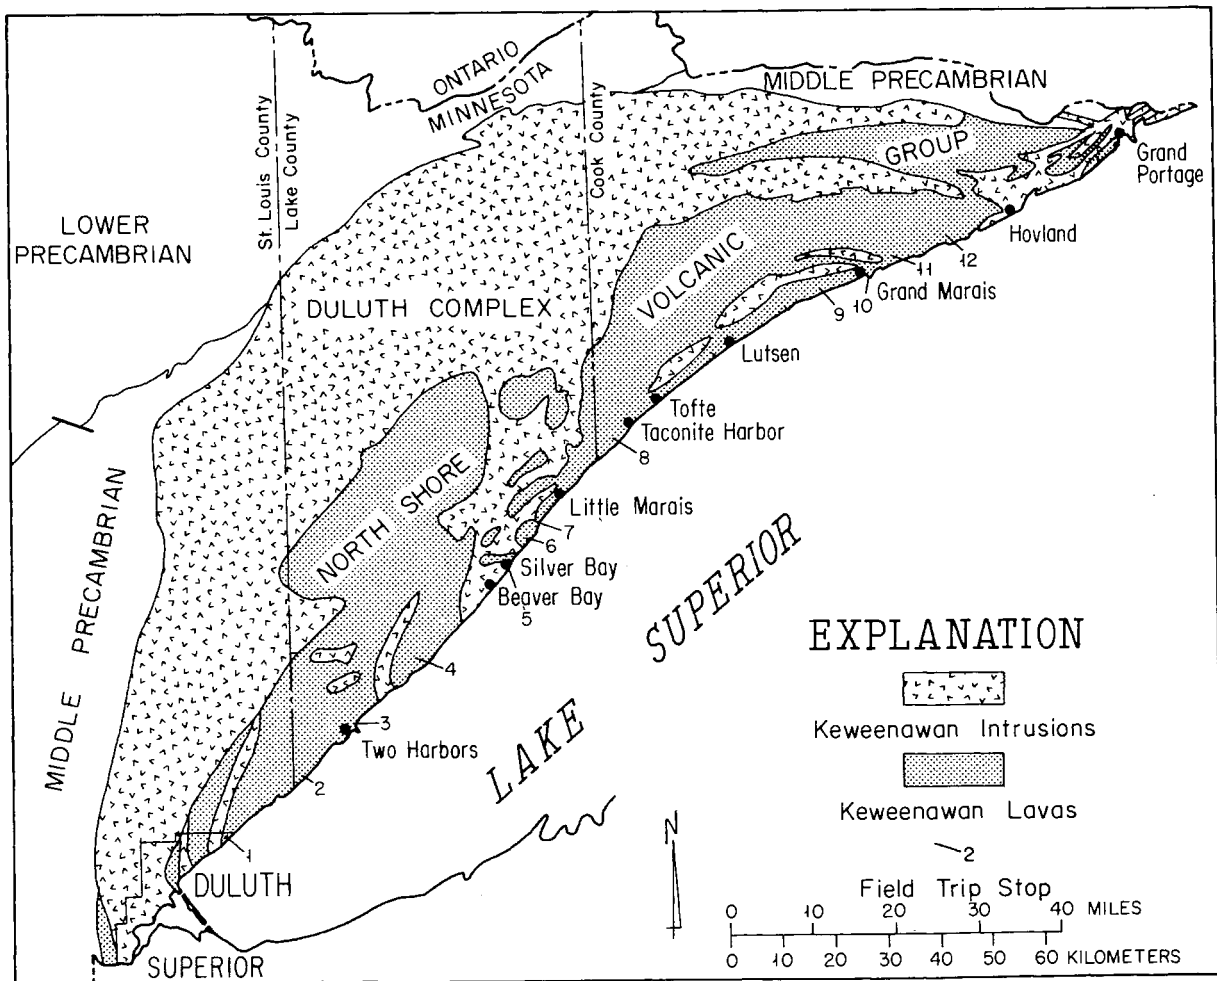 ONTARIO
MINNESOTA
MIDDLE PRECAMBRIAN
St. Louis County
Lake County
Cook County
GROUP
Grand
Portage
LOWER
PRECAMBRIAN
Hovland
VOLCANIC
12
11
DULUTH COMPLEX
Grand Marais
10
9
Lutsen
Tofte
Taconite Harbor
8
NORTH SHORE
Little Marais
7
6
Silver Bay
Beaver Bay
5
MIDDLE PRECAMBRIAN
4
3
Two Harbors
2
1
LAKE SUPERIOR
DULUTH
SUPERIOR
N
EXPLANATION
Keweenawan Intrusions
Keweenawan Lavas
2
Field Trip Stop
0 10 20 30 40 MILES
0 10 20 30 40 50 60 KILOMETERS